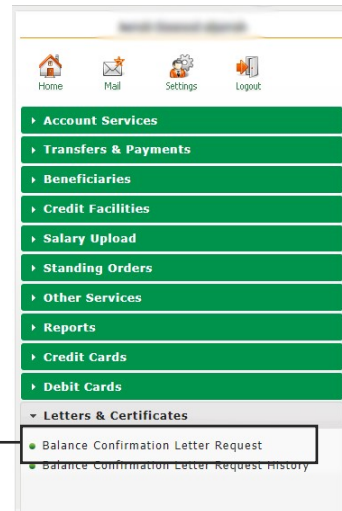 Home Mail Settings Logout
Account Services
Transfers & Payments
Beneficiaries
Credit Facilities
Salary Upload
Standing Orders
Other Services
Reports
Credit Cards
Debit Cards
Letters & Certificates
Balance Confirmation Letter Request
Balance Confirmation Letter Request History